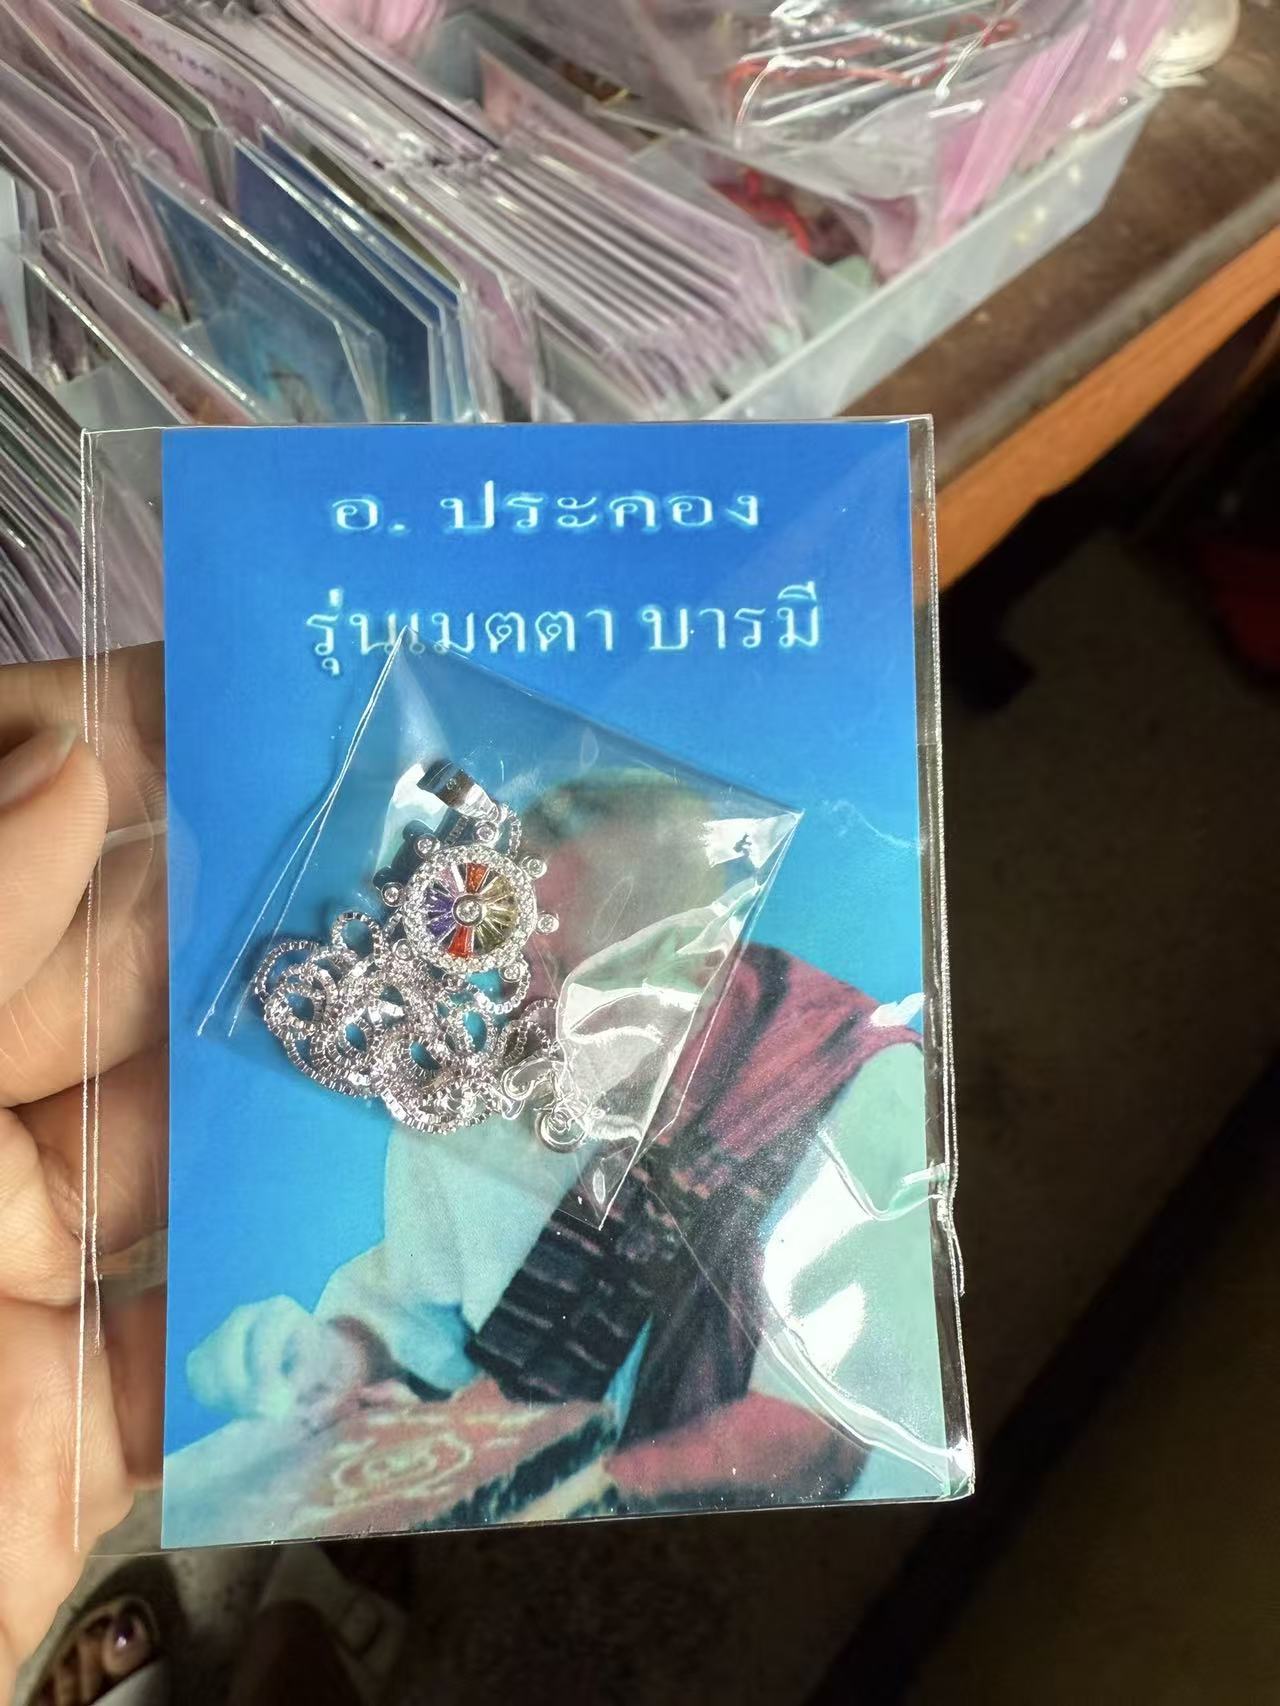 อ. ประคอง
รุ่นเมตตา บารมี